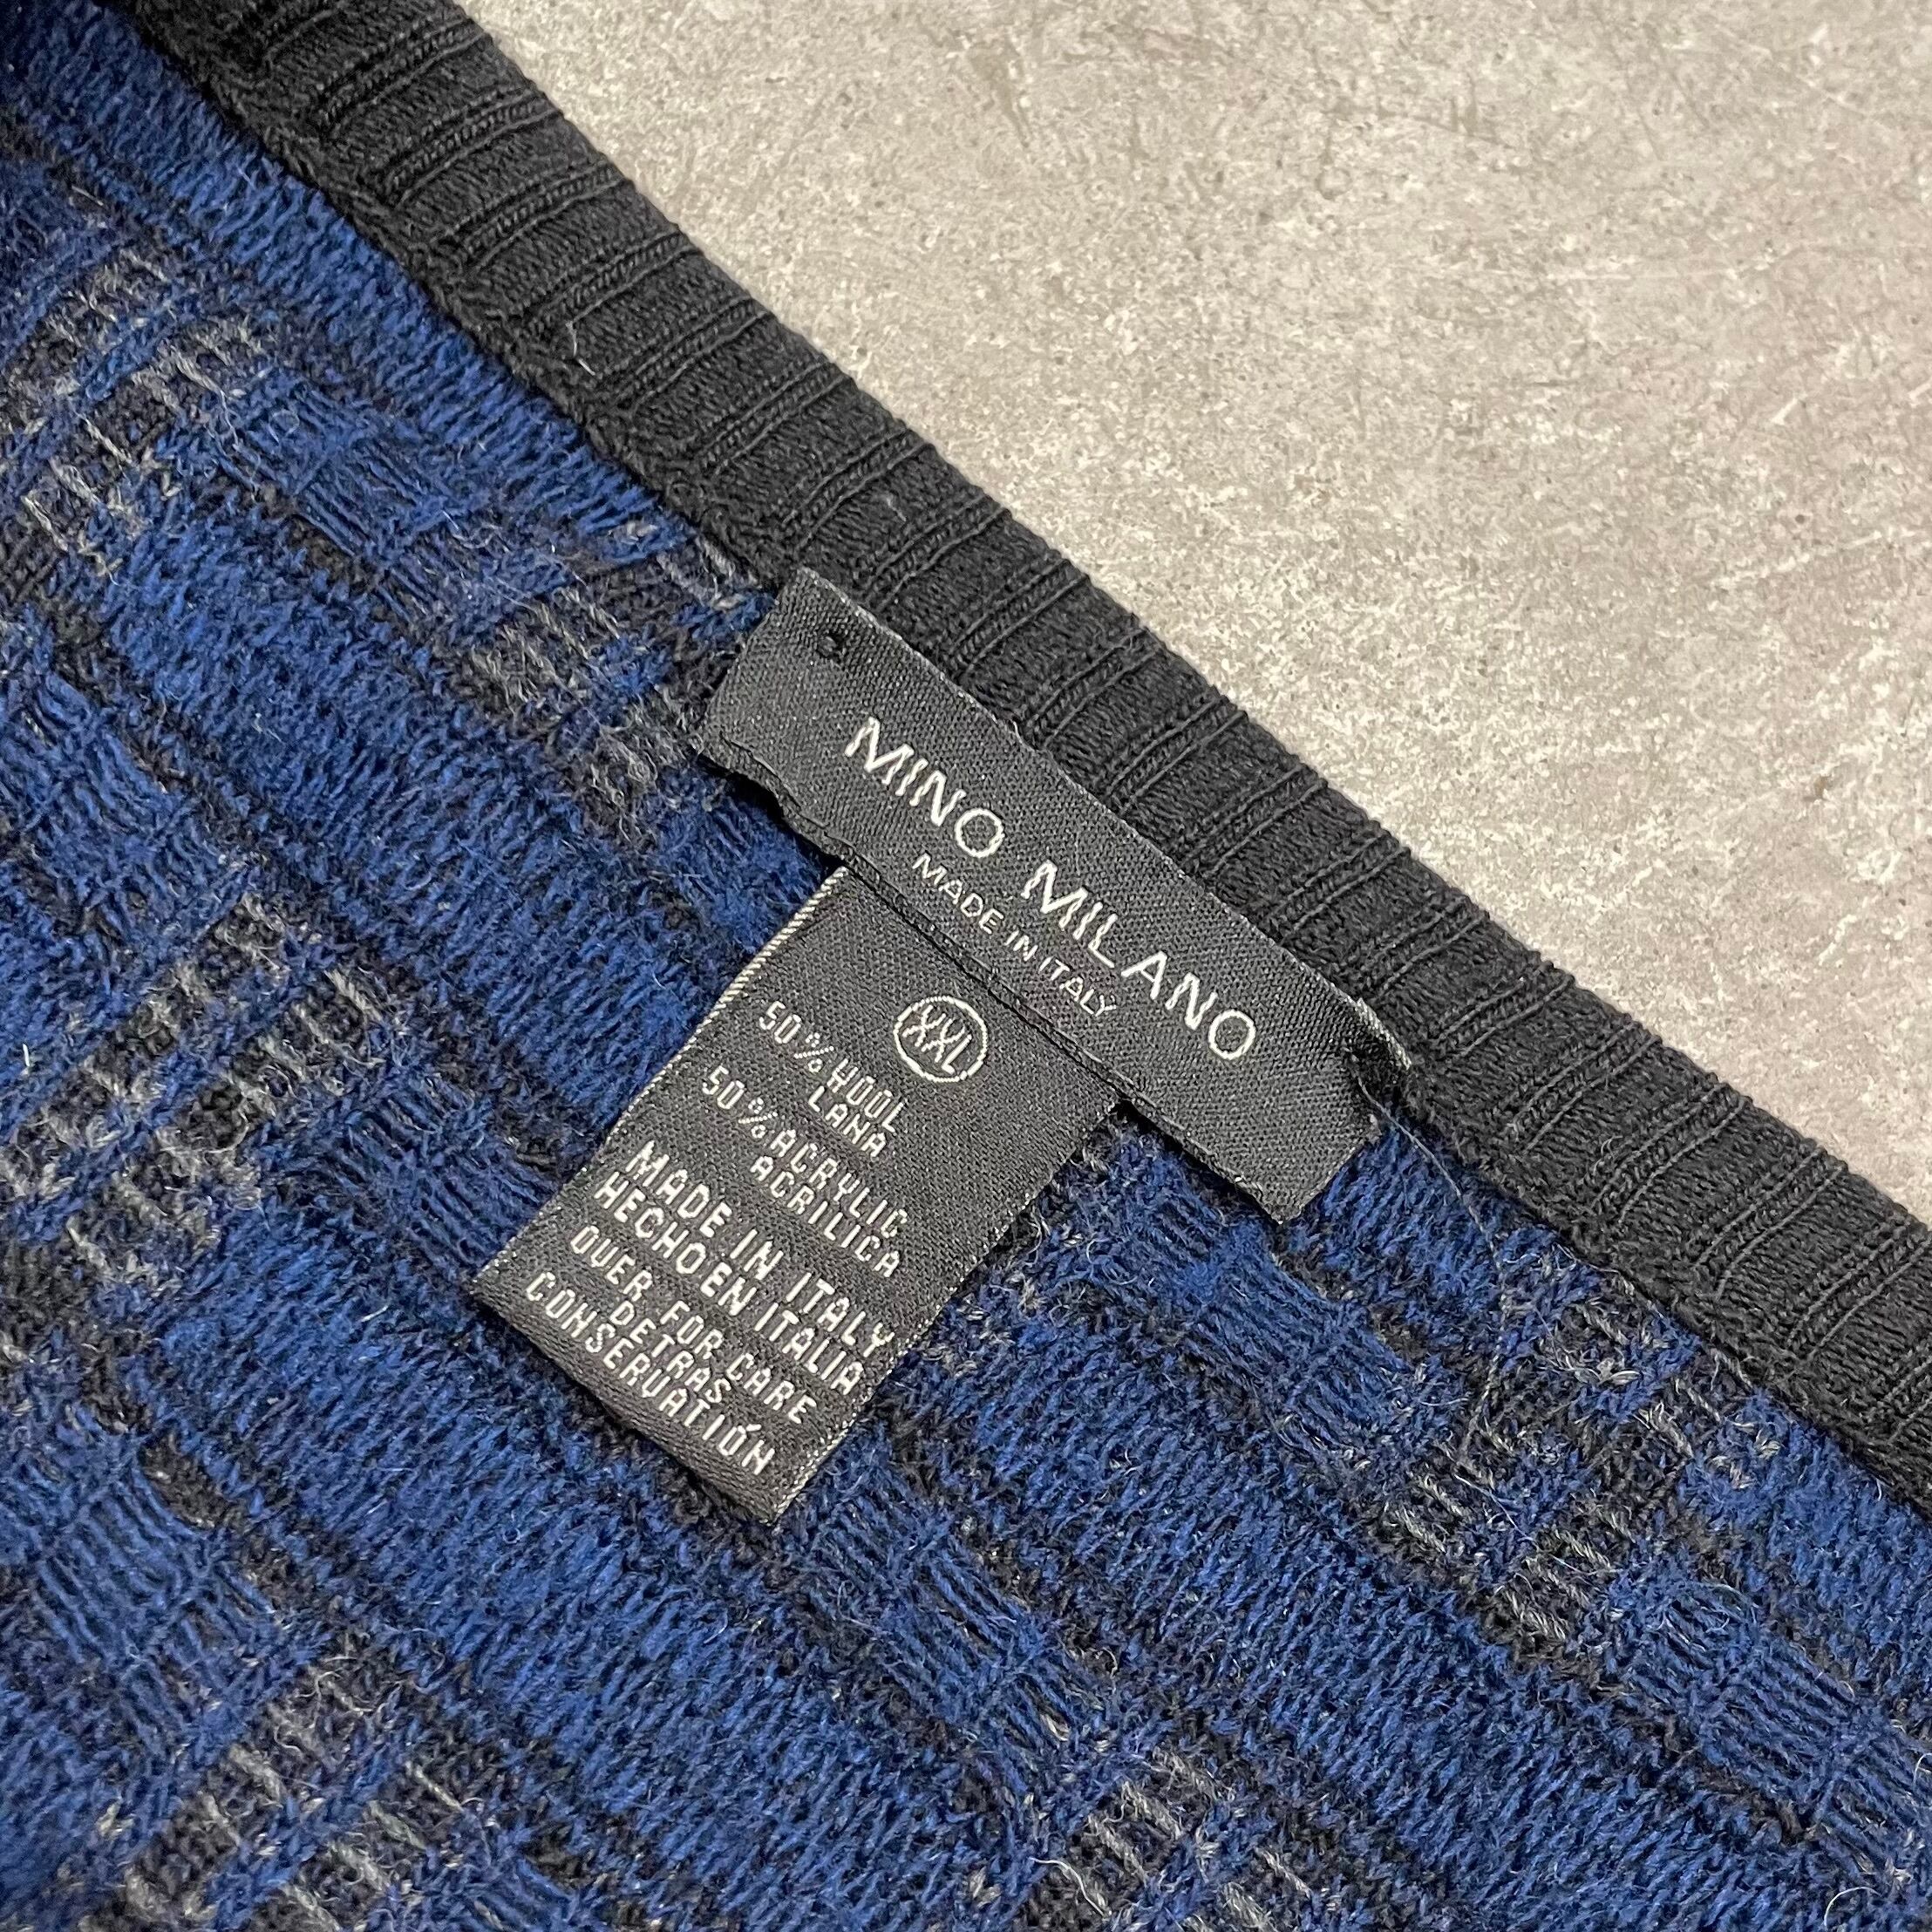 MINO MILANO
MADE IN ITALY
XXL
50% WOOL
LANA
50% ACRYLIC
ACRILICA
MADE IN ITALY
HECHO EN ITALIA
OVER FOR CARE
DETRAS
CONSERVATIÓN